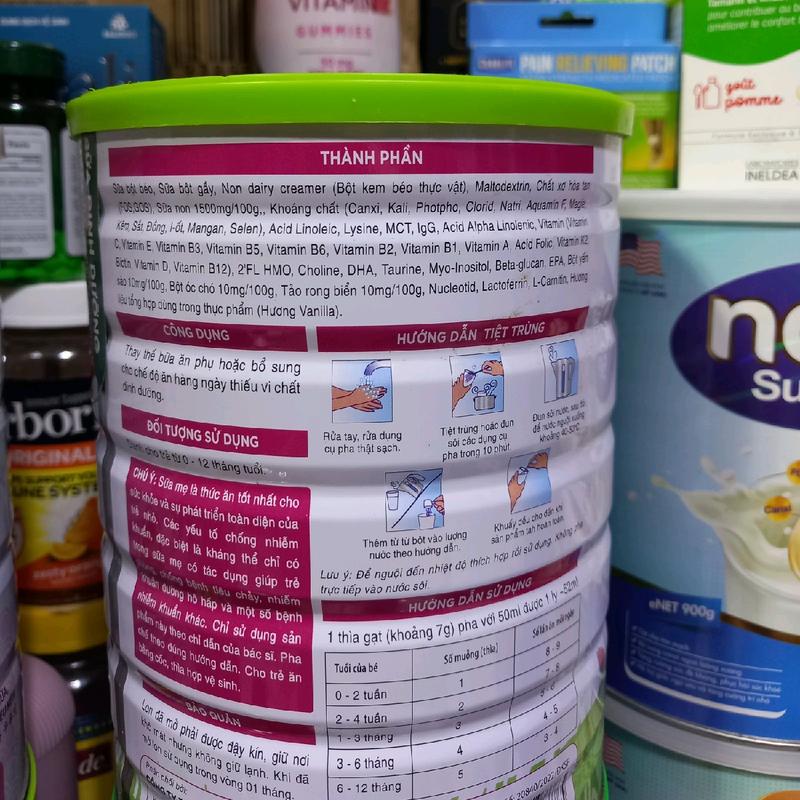 VITAMIN
GUMMIES
PAIN RELIEVING PATCH
goût
pomme
INELDEA
THÀNH PHẦN
Sữa bột béo, Sữa bột gầy, Non dairy creamer (Bột kem béo thực vật), Maltodextrin, Chất xơ hòa tan
(FOS,GOS), Sữa non 1500mg/100g,, Khoáng chất (Canxi, Kali, Photpho, Clorid, Natri, Aquamin F, Magie,
Kẽm, Sắt, Đồng, I-ốt, Mangan, Selen), Acid Linoleic, Lysine, MCT, IgG, Acid Alpha Linolenic, Vitamin (Vitamin
C, Vitamin E, Vitamin B3, Vitamin B5, Vitamin B6, Vitamin B2, Vitamin B1, Vitamin A, Acid Folic, Vitamin K2,
Biotin, Vitamin D, Vitamin B12), 2'FL HMO, Choline, DHA, Taurine, Myo-Inositol, Beta-glucan, EPA, Bột yến
sào 10mg/100g, Bột óc chó 10mg/100g, Tảo rong biển 10mg/100g, Nucleotid, Lactoferrin, L-Carnitin, Hương
liệu tổng hợp dùng trong thực phẩm (Hương Vanilla).
CÔNG DỤNG
Thay thế bữa ăn phụ hoặc bổ sung
cho chế độ ăn hàng ngày thiếu vi chất
dinh dưỡng.
ĐỐI TƯỢNG SỬ DỤNG
Dành cho trẻ từ 0 - 12 tháng tuổi.
CHÚ Ý: Sữa mẹ là thức ăn tốt nhất cho
sức khỏe và sự phát triển toàn diện của
trẻ nhỏ. Các yếu tố chống nhiễm
khuẩn, đặc biệt là kháng thể chỉ có
trong sữa mẹ có tác dụng giúp trẻ
phòng, chống bệnh tiêu chảy, nhiễm
khuẩn đường hô hấp và một số bệnh
nhiễm khuẩn khác. Chỉ sử dụng sản
phẩm này theo chỉ dẫn của bác sĩ. Pha
chế theo đúng hướng dẫn. Cho trẻ ăn
bằng cốc, thìa hợp vệ sinh.
BẢO QUẢN
Lon đã mở phải được đậy kín, giữ nơi
khô mát nhưng không giữ lạnh. Khi đã
mở lon sử dụng trong vòng 01 tháng.
HƯỚNG DẪN TIỆT TRÙNG
Rửa tay, rửa dụng
cụ pha thật sạch.
Tiệt trùng hoặc đun
sôi các dụng cụ
pha trong 10 phút
Đun sôi nước, sau đó
để nước nguội xuống
khoảng 40-50°C
Thêm từ từ bột vào lượng
nước theo hướng dẫn.
Khuấy đều cho đến khi
sản phẩm tan hoàn toàn.
Lưu ý: Để nguội đến nhiệt độ thích hợp rồi sử dụng. Không pha
trực tiếp vào nước sôi.
HƯỚNG DẪN SỬ DỤNG
1 thìa gạt (khoảng 7g) pha với 50ml được 1 ly ~52ml
Tuổi của bé Số muỗng (thìa) Số lần ăn mỗi ngày
0 - 2 tuần 1 8 - 9
2 - 4 tuần 2 7 - 8
1 - 3 tháng 3
3 - 6 tháng 4 4 - 5
6 - 12 tháng 5 3 - 4
ORIGINAL
Su
Canxi
eNET 900g